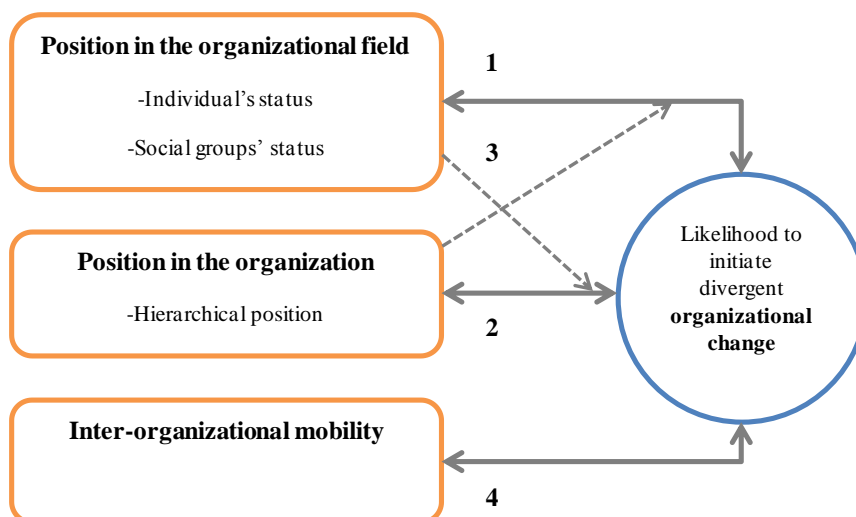 Position in the organizational field
-Individual's status
-Social groups' status
1
3
Position in the organization
-Hierarchical position
2
Likelihood to
initiate
divergent
organizational
change
Inter-organizational mobility
4